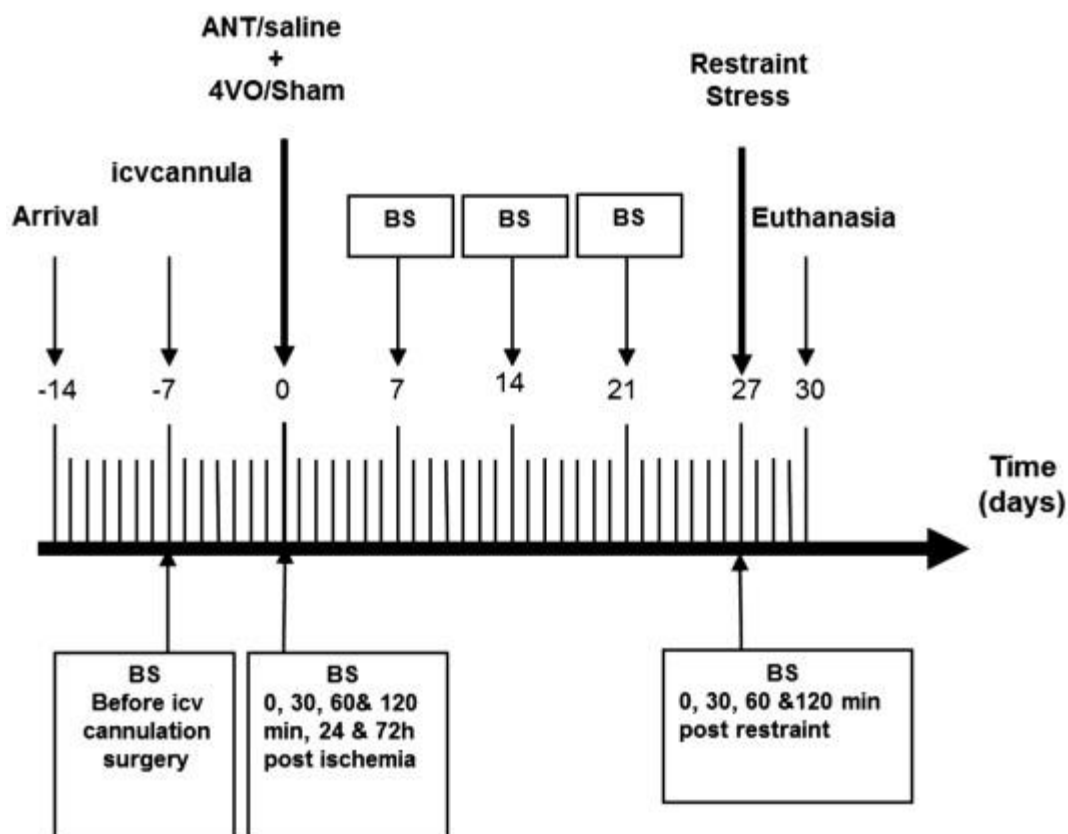 ANT/saline
+
4VO/Sham
Restraint
Stress
icvcannula
Arrival
BS
BS
BS
Euthanasia
-14
-7
0
7
14
21
27
30
Time
(days)
BS
Before icv
cannulation
surgery
BS
0, 30, 60& 120
min, 24 & 72h
post ischemia
BS
0, 30, 60 &120 min
post restraint